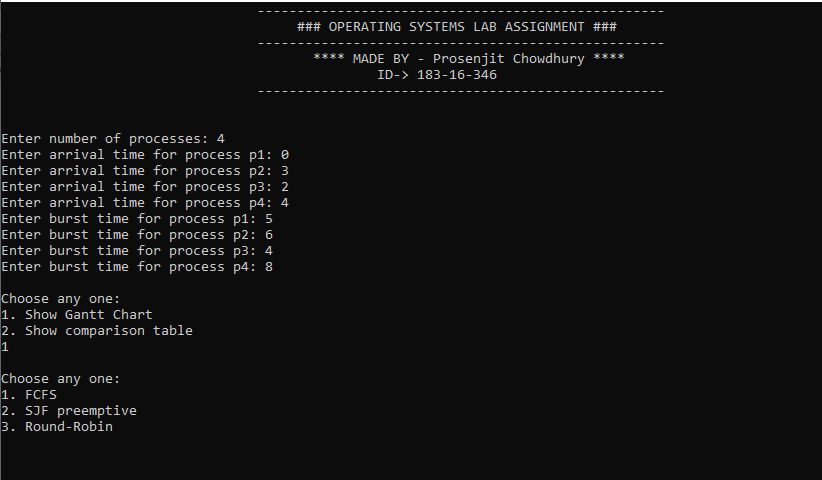 ---------------------------------------------------
### OPERATING SYSTEMS LAB ASSIGNMENT ###
---------------------------------------------------
**** MADE BY - Prosenjit Chowdhury ****
ID-> 183-16-346
---------------------------------------------------
Enter number of processes: 4
Enter arrival time for process p1: 0
Enter arrival time for process p2: 3
Enter arrival time for process p3: 2
Enter arrival time for process p4: 4
Enter burst time for process p1: 5
Enter burst time for process p2: 6
Enter burst time for process p3: 4
Enter burst time for process p4: 8
Choose any one:
1. Show Gantt Chart
2. Show comparison table
1
Choose any one:
1. FCFS
2. SJF preemptive
3. Round-Robin